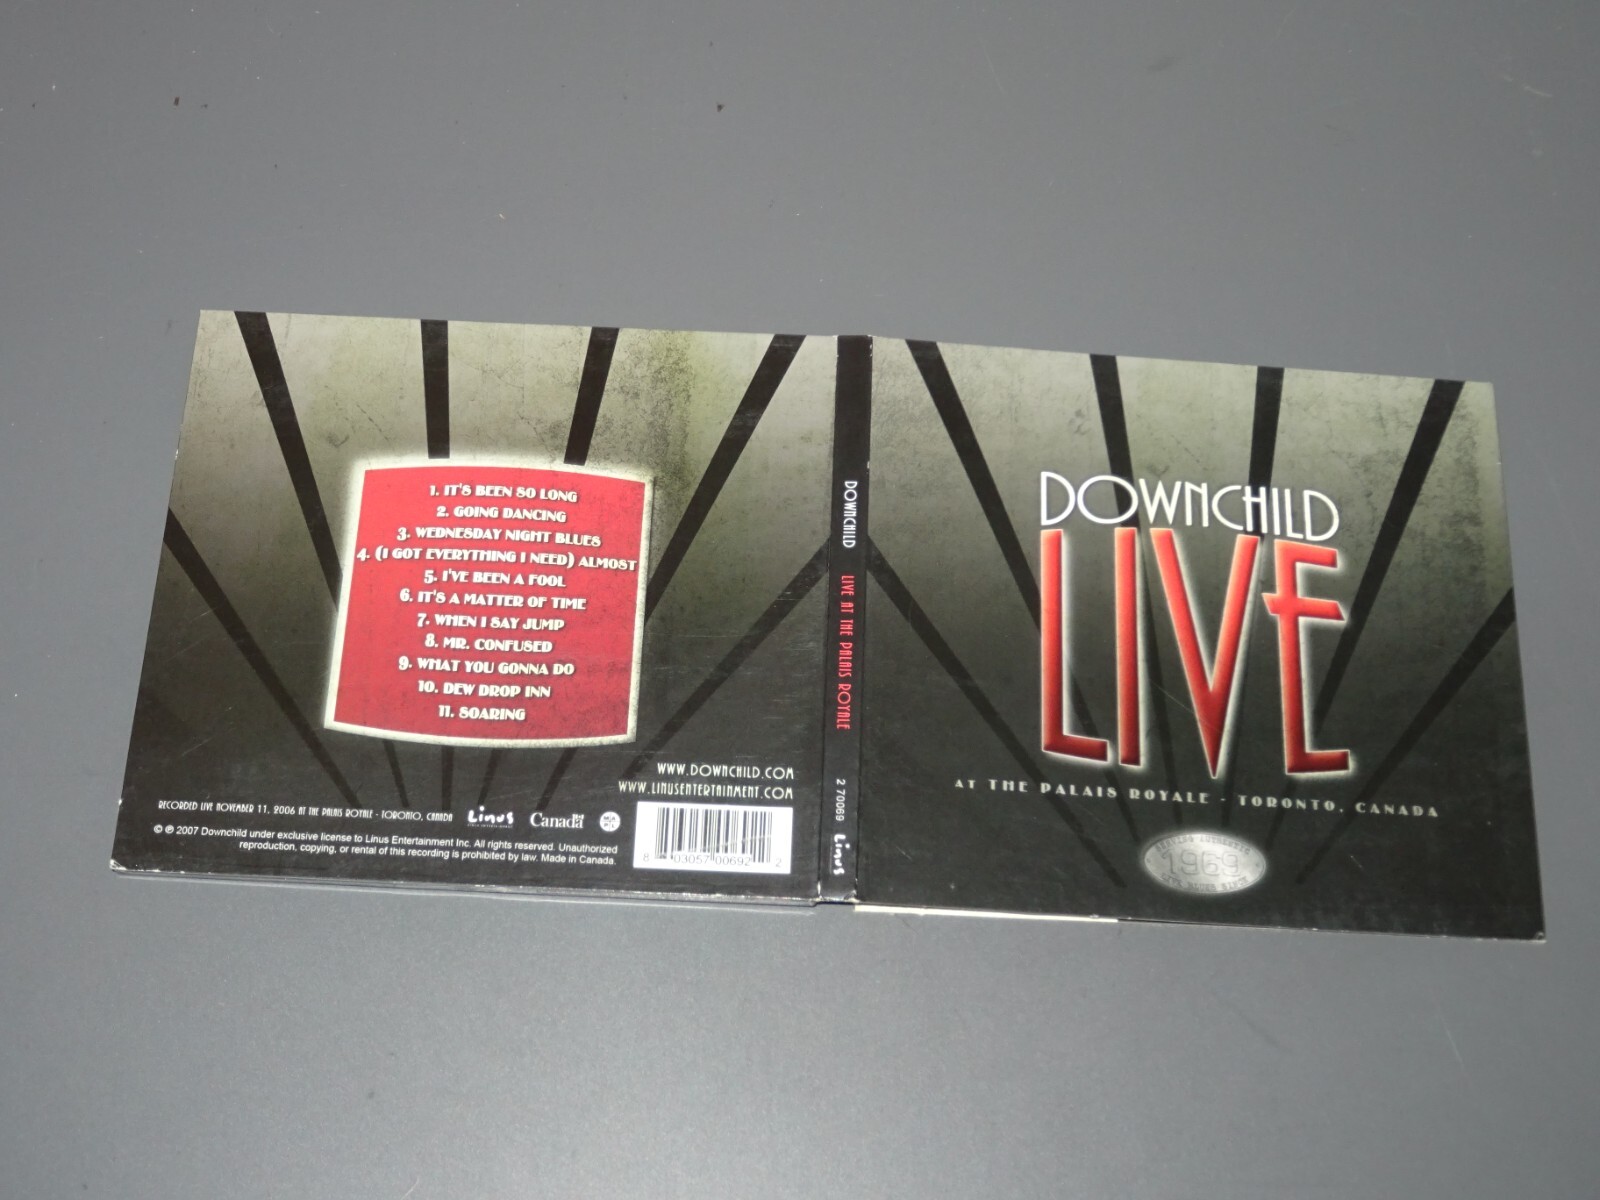 1. IT'S BEEN SO LONG
2. GOING DANCING
3. WEDNESDAY NIGHT BLUES
4. (I GOT EVERYTHING I NEED) ALMOST
5. I'VE BEEN A FOOL
6. IT'S A MATTER OF TIME
7. WHEN I SAY JUMP
8. MR. CONFUSED
9. WHAT YOU GONNA DO
10. DEW DROP INN
11. SOARING
WWW.DOWNCHILD.COM
WWW.LINUSENTERTAINMENT.COM
RECORDED LIVE NOVEMBER 11, 2006 AT THE PALAIS ROYALE - TORONTO, CANADA
Linus
Canada
© ℗ 2007 Downchild under exclusive license to Linus Entertainment Inc. All rights reserved. Unauthorized
reproduction, copying, or rental of this recording is prohibited by law. Made in Canada.
8 03057 00692 2
DOWNCHILD LIVE AT THE PALAIS ROYALE 2 70069 Linus
DOWNCHILD
LIVE
AT THE PALAIS ROYALE - TORONTO, CANADA
AUTHENTIC
1969